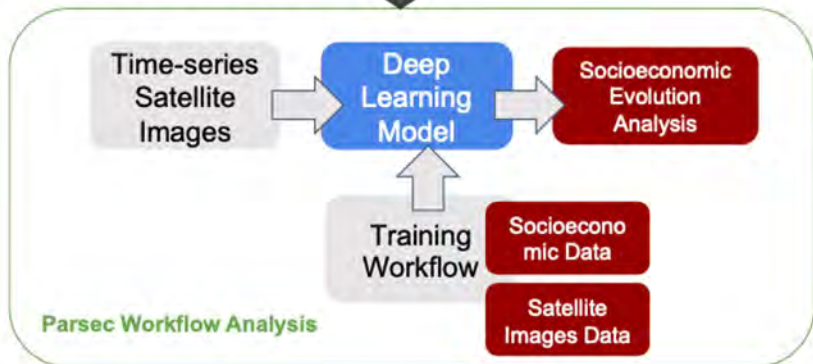 Time-series
Satellite
Images
Deep
Learning
Model
Socioeconomic
Evolution
Analysis
Training
Workflow
Socioecono
mic Data
Satellite
Images Data
Parsec Workflow Analysis